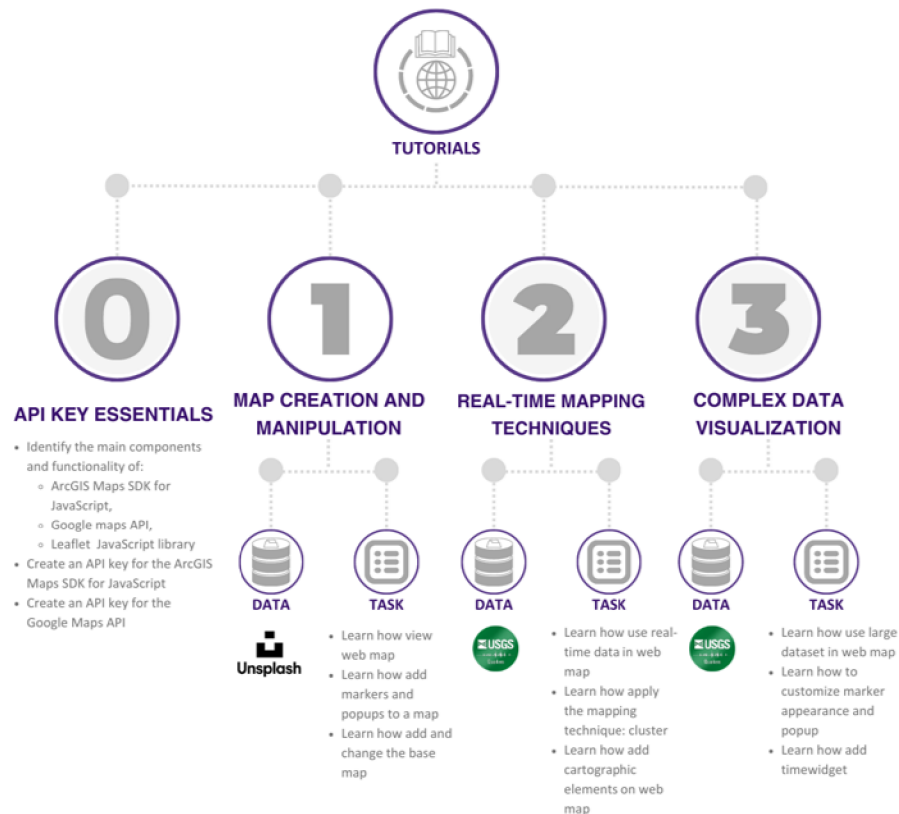 TUTORIALS
0
API KEY ESSENTIALS
• Identify the main components
and functionality of:
○ ArcGIS Maps SDK for
JavaScript,
○ Google maps API,
○ Leaflet JavaScript library
• Create an API key for the ArcGIS
Maps SDK for JavaScript
• Create an API key for the
Google Maps API
1
MAP CREATION AND
MANIPULATION
DATA
Unsplash
TASK
• Learn how view
web map
• Learn how add
markers and
popups to a map
• Learn how add and
change the base
map
2
REAL-TIME MAPPING
TECHNIQUES
DATA
USGS
TASK
• Learn how use real-
time data in web
map
• Learn how apply
the mapping
technique: cluster
• Learn how add
cartographic
elements on web
map
3
COMPLEX DATA
VISUALIZATION
DATA
USGS
TASK
• Learn how use large
dataset in web map
• Learn how to
customize marker
appearance and
popup
• Learn how add
timewidget